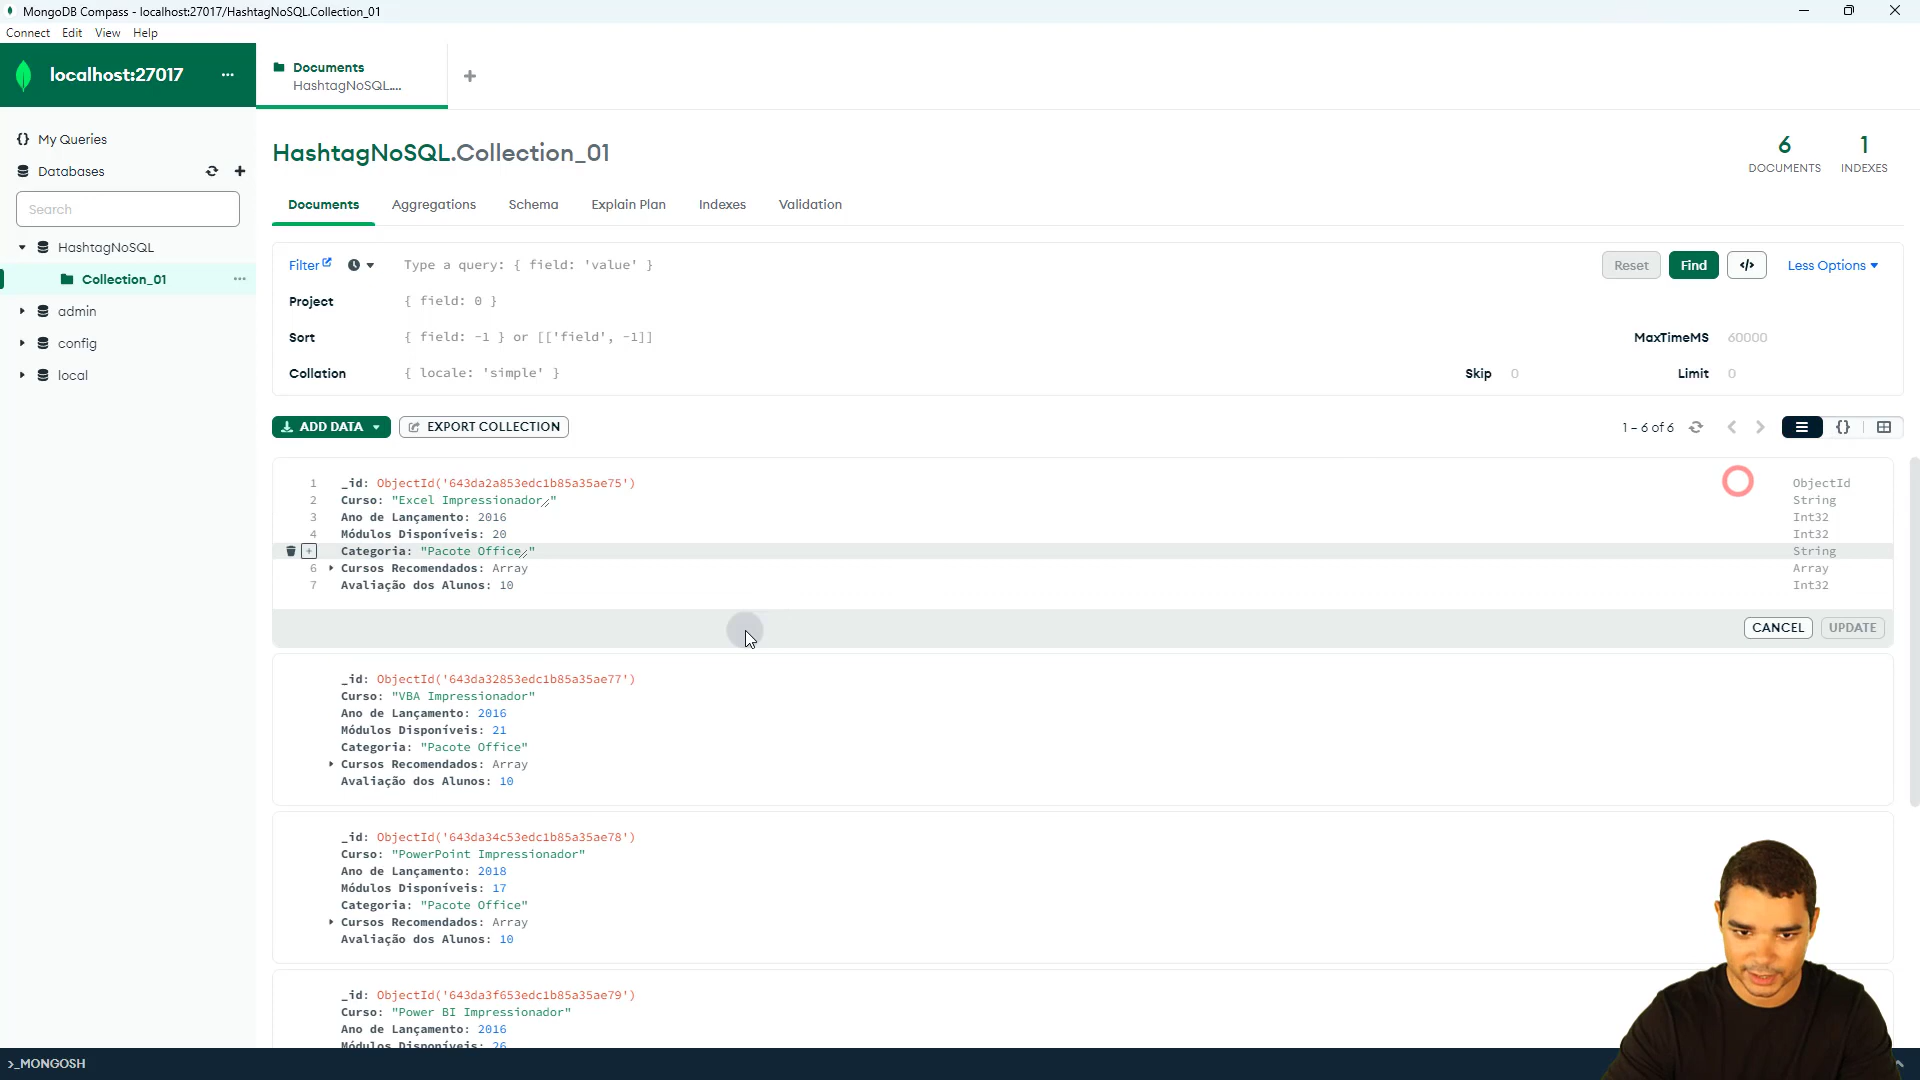 MongoDB Compass - localhost:27017/HashtagNoSQL.Collection_01
Connect Edit View Help
localhost:27017 ...
Documents
HashtagNoSQL....
My Queries
Databases
Search
HashtagNoSQL
Collection_01
admin
config
local
HashtagNoSQL.Collection_01
6
DOCUMENTS
1
INDEXES
Documents Aggregations Schema Explain Plan Indexes Validation
Filter Type a query: { field: 'value' } Reset Find </> Less Options
Project { field: 0 }
Sort { field: -1 } or [['field', -1]] MaxTimeMS 60000
Collation { locale: 'simple' } Skip 0 Limit 0
ADD DATA EXPORT COLLECTION 1 – 6 of 6 {}
1 _id: ObjectId('643da2a853edc1b85a35ae75') ObjectId
2 Curso: "Excel Impressionador" String
3 Ano de Lançamento: 2016 Int32
4 Módulos Disponíveis: 20 Int32
+ Categoria: "Pacote Office" String
6 Cursos Recomendados: Array Array
7 Avaliação dos Alunos: 10 Int32
CANCEL UPDATE
_id: ObjectId('643da32853edc1b85a35ae77')
Curso: "VBA Impressionador"
Ano de Lançamento: 2016
Módulos Disponíveis: 21
Categoria: "Pacote Office"
Cursos Recomendados: Array
Avaliação dos Alunos: 10
_id: ObjectId('643da34c53edc1b85a35ae78')
Curso: "PowerPoint Impressionador"
Ano de Lançamento: 2018
Módulos Disponíveis: 17
Categoria: "Pacote Office"
Cursos Recomendados: Array
Avaliação dos Alunos: 10
_id: ObjectId('643da3f653edc1b85a35ae79')
Curso: "Power BI Impressionador"
Ano de Lançamento: 2016
Módulos Disponíveis: 26
>_MONGOSH